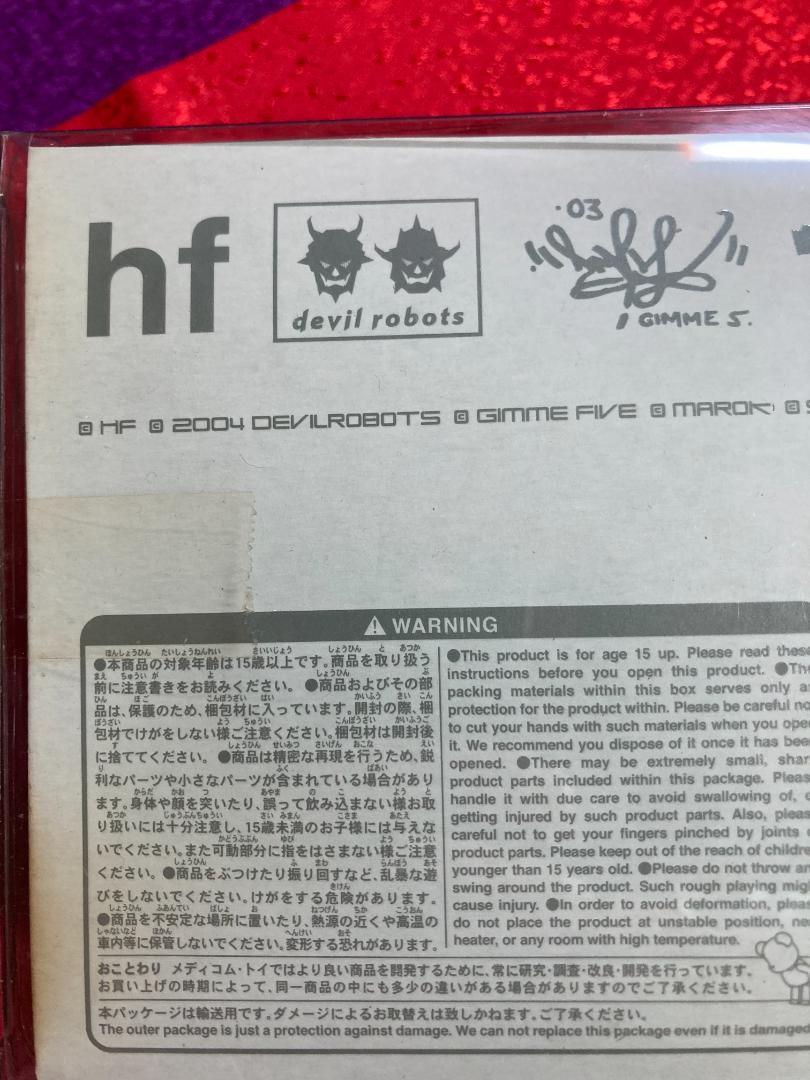 hf
devil robots
'03
GIMME 5.
© HF © 2004 DEVILROBOTS © GIMME FIVE © MAROK ©
WARNING
●本商品の対象年齢は15歳以上です。商品を取り扱う
前に注意書きをお読みください。 ●商品およびその部
品は、保護のため、梱包材に入っています。開封の際、梱
包材でけがをしない様ご注意ください。梱包材は開封後
に捨ててください。 ●商品は精密な再現を行うため、鋭
利なパーツや小さなパーツが含まれている場合があり
ます。身体や顔を突いたり、誤って飲み込まない様お取
り扱いには十分注意し、15歳未満のお子様には与えな
いでください。また可動部分に指をはさまない様ご注意
ください。 ●商品をぶつけたり振り回すなど、乱暴な遊
びをしないでください。けがをする危険があります。
●商品を不安定な場所に置いたり、熱源の近くや高温の
車内等に保管しないでください。変形する恐れがあります。
●This product is for age 15 up. Please read these
instructions before you open this product. ●The
packing materials within this box serves only as
protection for the product within. Please be careful no
to cut your hands with such materials when you open
it. We recommend you dispose of it once it has been
opened. ●There may be extremely small, shar
product parts included within this package. Pleas
handle it with due care to avoid swallowing of, o
getting injured by such product parts. Also, pleas
careful not to get your fingers pinched by joints o
product parts. Please keep out of the reach of childre
younger than 15 years old. ●Please do not throw an
swing around the product. Such rough playing migh
cause injury. ●In order to avoid deformation, pleas
do not place the product at unstable position, nea
heater, or any room with high temperature.
おことわり メディコム・トイではより良い商品を開発するために、常に研究・調査・改良・開発を行っています。
お買い上げの時期によって、同一商品の中にも多少の違いがある場合がありますのでご了承ください。
本パッケージは輸送用です。ダメージによるお取替えは致しかねます。ご了承ください。
The outer package is just a protection against damage. We can not replace this package even if it is damaged